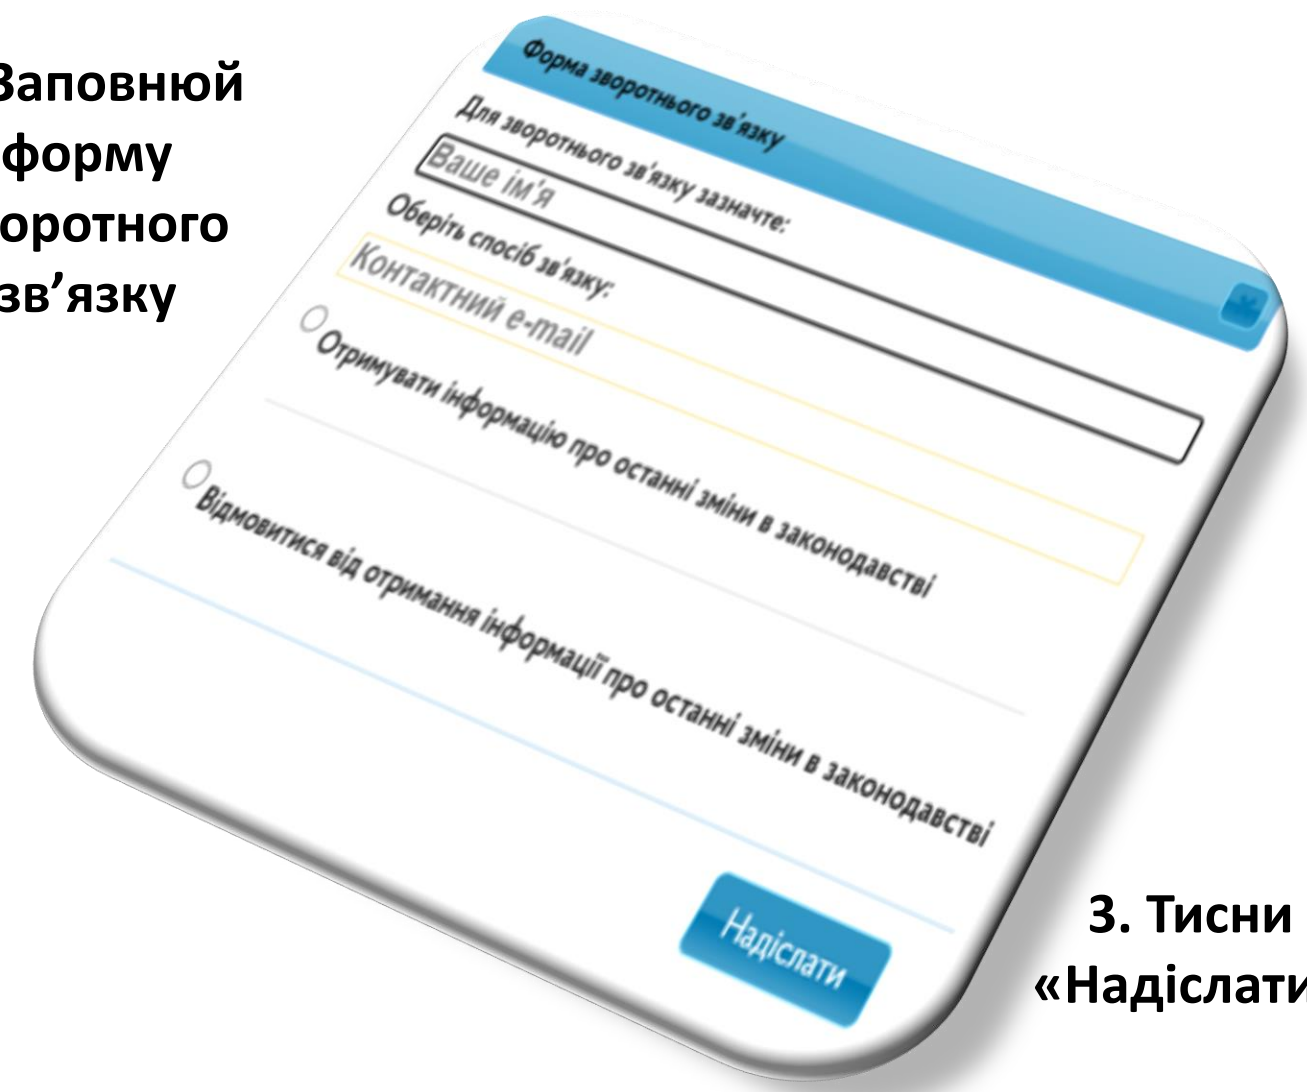 Заповнюй
форму
оротного
зв’язку
Форма зворотнього зв'язку
Для зворотнього зв'язку зазначте:
Ваше ім'я
Оберіть спосіб зв'язку:
Контактний e-mail
Отримувати інформацію про останні зміни в законодавстві
Відмовитися від отримання інформації про останні зміни в законодавстві
Надіслати
3. Тисни
«Надіслати